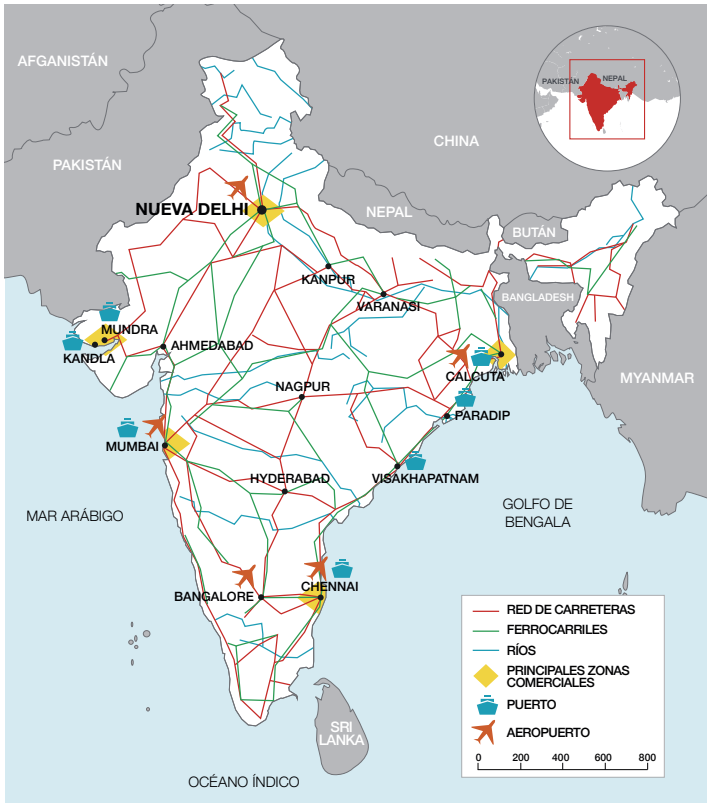 AFGANISTÁN
PAKISTÁN
NEPAL
CHINA
PAKISTÁN
NUEVA DELHI
NEPAL
BUTÁN
KANPUR
BANGLADESH
VARANASI
MUNDRA
KANDLA
AHMEDABAD
CALCUTA
MYANMAR
NAGPUR
PARADIP
MUMBAI
HYDERABAD
VISAKHAPATNAM
MAR ARÁBIGO
GOLFO DE
BENGALA
CHENNAI
BANGALORE
RED DE CARRETERAS
FERROCARRILES
RÍOS
PRINCIPALES ZONAS
COMERCIALES
PUERTO
AEROPUERTO
0 200 400 600 800
SRI
LANKA
OCÉANO ÍNDICO